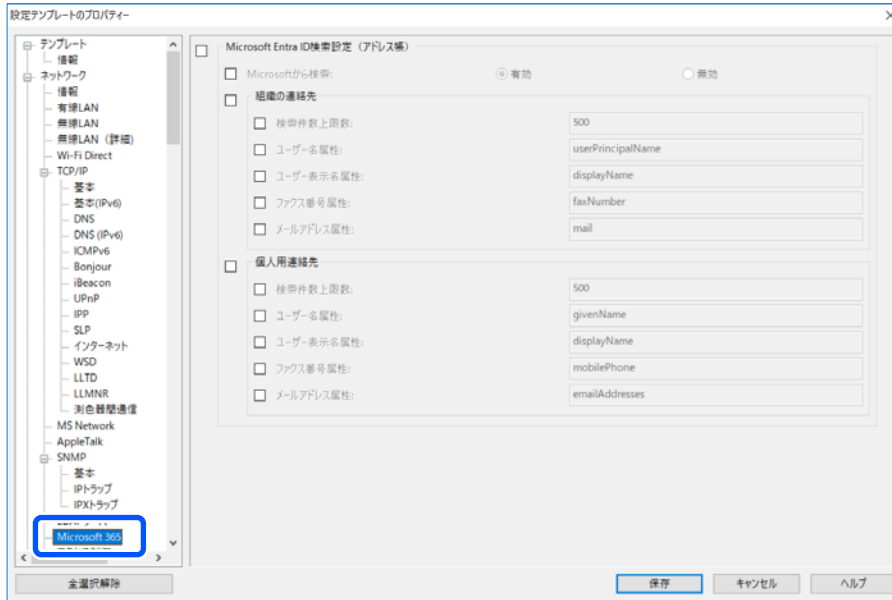 設定テンプレートのプロパティー
テンプレート
情報
ネットワーク
情報
有線LAN
無線LAN
無線LAN（詳細）
Wi-Fi Direct
TCP/IP
基本
基本(IPv6)
DNS
DNS (IPv6)
ICMPv6
Bonjour
iBeacon
UPnP
IPP
SLP
インターネット
WSD
LLTD
LLMNR
測色器間通信
MS Network
AppleTalk
SNMP
基本
IPトラップ
IPXトラップ
Microsoft 365
Microsoft Entra ID検索設定（アドレス帳）
Microsoftから検索:
有効
無効
組織の連絡先
検索件数上限数:
500
ユーザー名属性:
userPrincipalName
ユーザー表示名属性:
displayName
ファクス番号属性:
faxNumber
メールアドレス属性:
mail
個人用連絡先
検索件数上限数:
500
ユーザー名属性:
givenName
ユーザー表示名属性:
displayName
ファクス番号属性:
mobilePhone
メールアドレス属性:
emailAddresses
全選択解除
保存
キャンセル
ヘルプ